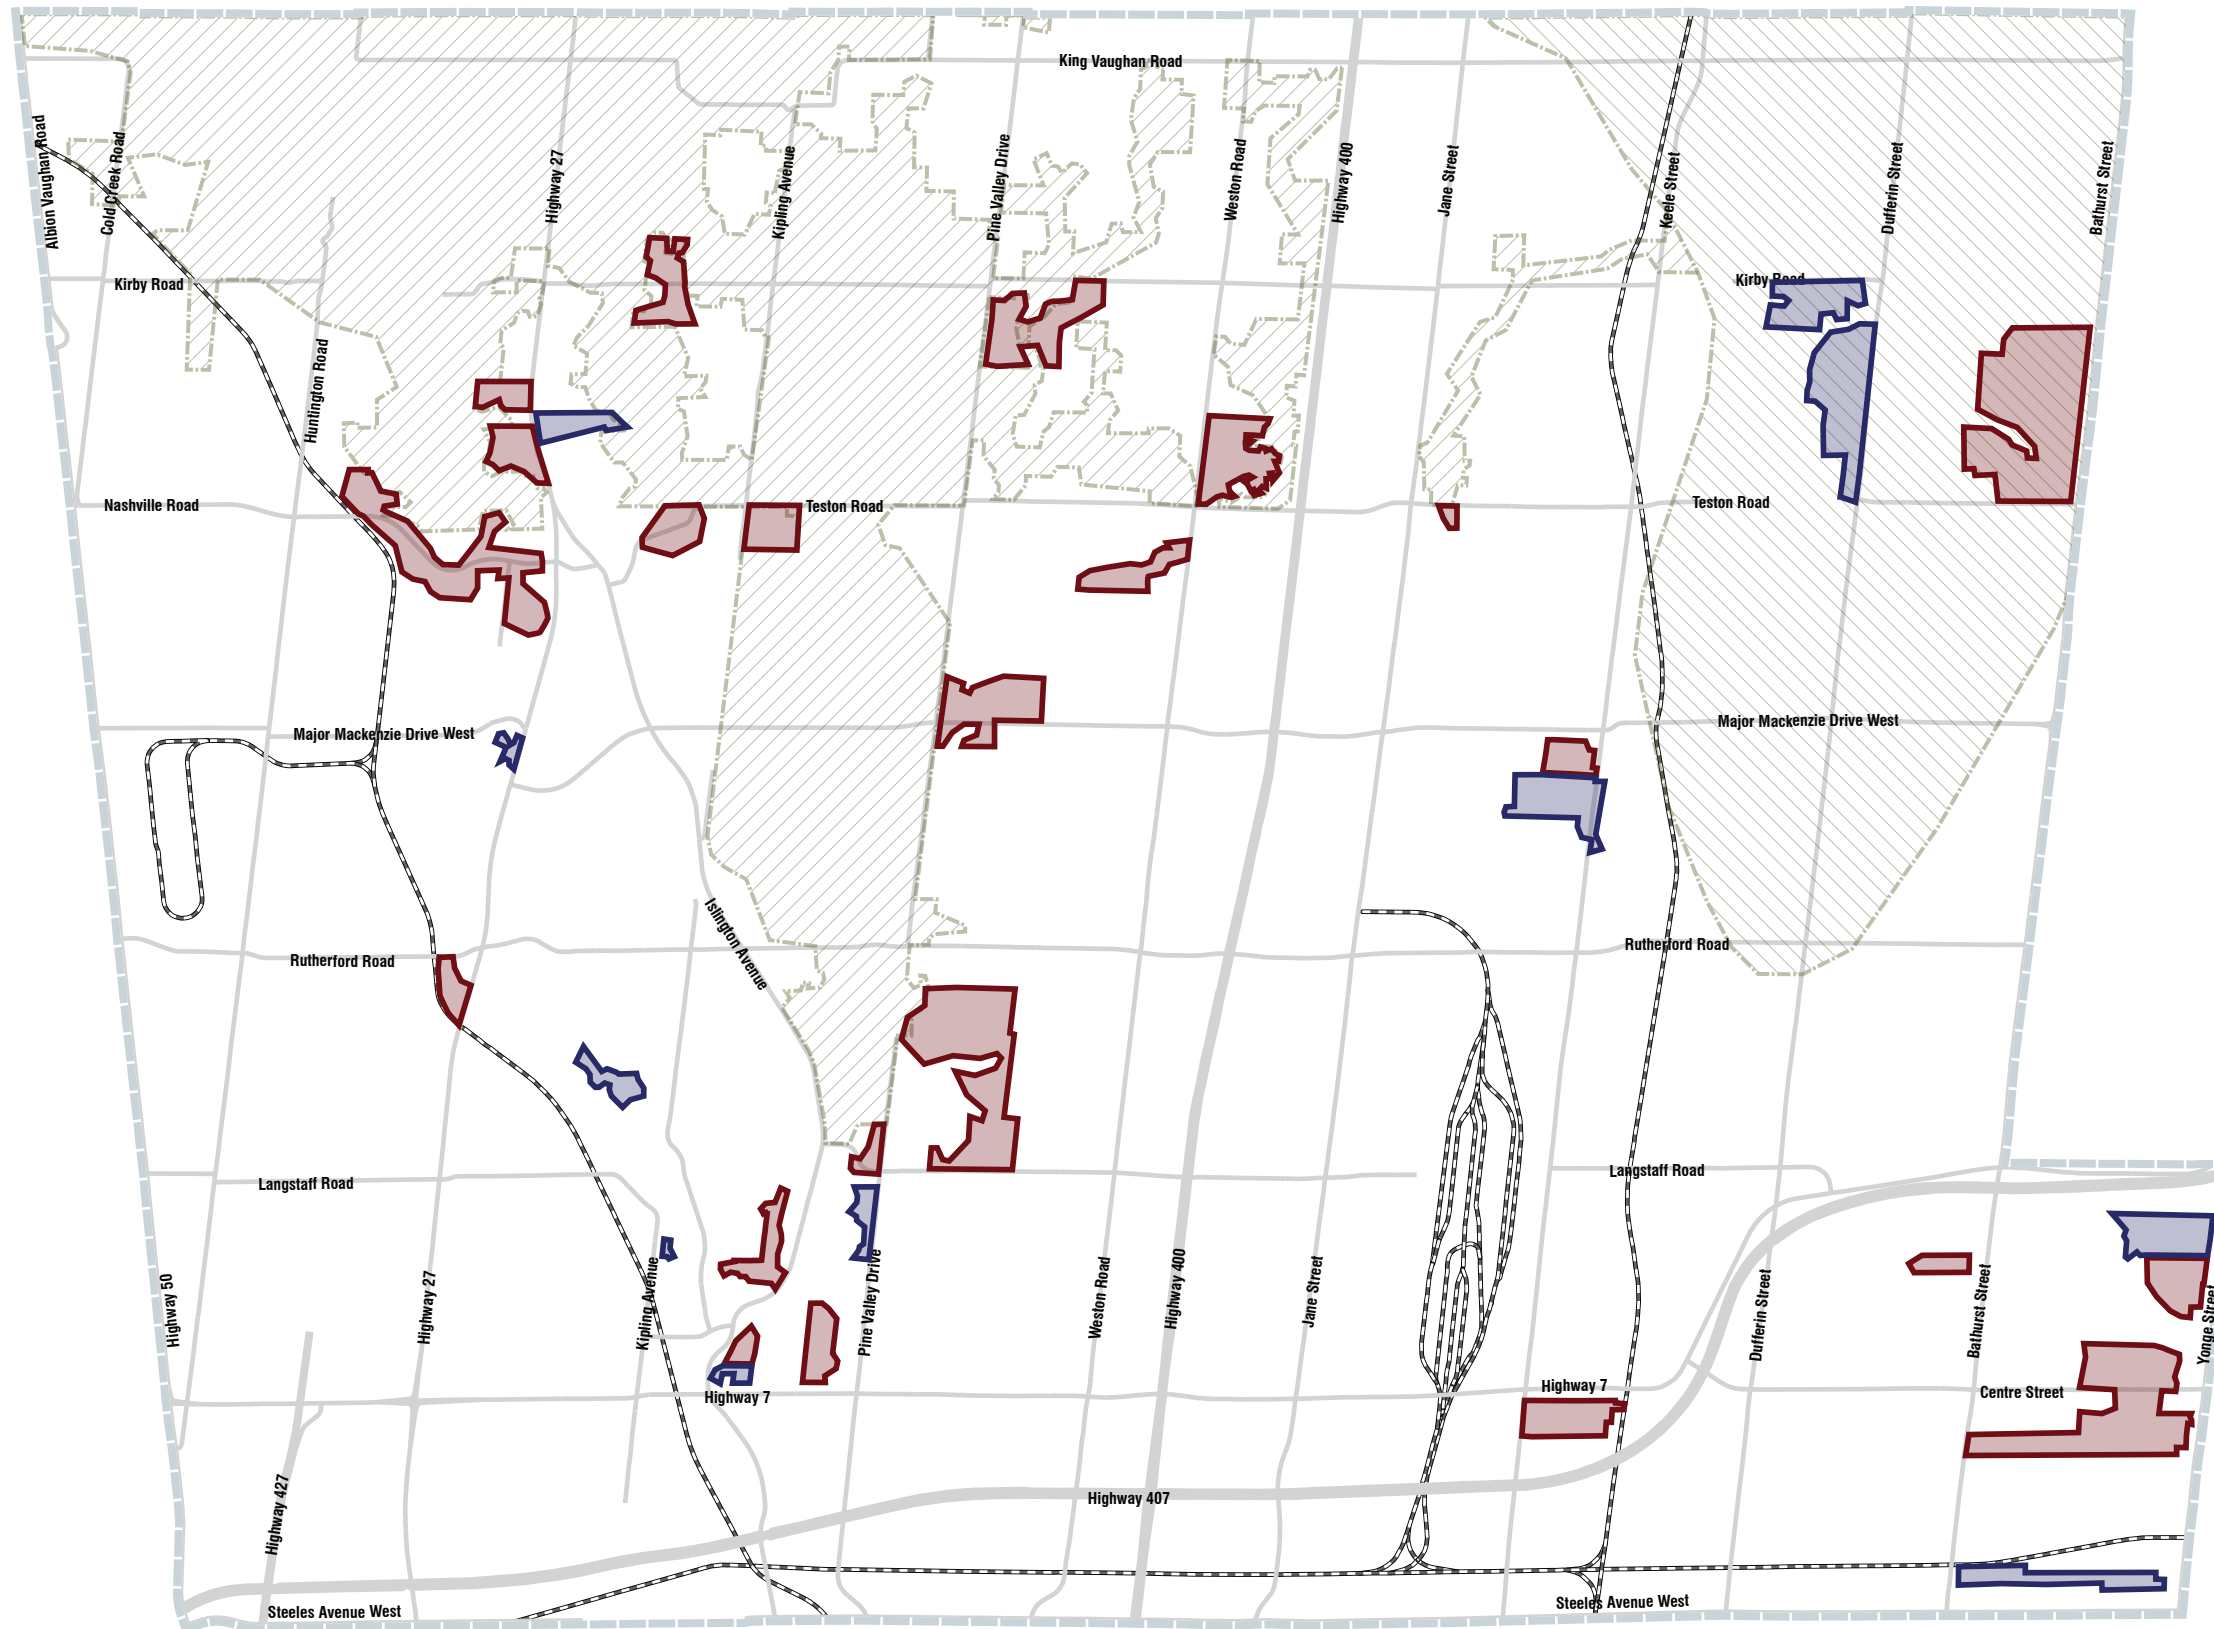 King Vaughan Road
Albion Vaughan Road
Cold Creek Road
Highway 27
Kipling Avenue
Pine Valley Drive
Weston Road
Highway 400
Jane Street
Keele Street
Dufferin Street
Bathurst Street
Kirby Road
Kirby Road
Huntington Road
Nashville Road
Teston Road
Teston Road
Major Mackenzie Drive West
Major Mackenzie Drive West
Islington Avenue
Rutherford Road
Rutherford Road
Langstaff Road
Langstaff Road
Highway 50
Highway 27
Kipling Avenue
Pine Valley Drive
Weston Road
Highway 400
Jane Street
Dufferin Street
Bathurst Street
Yonge Street
Highway 7
Highway 7
Centre Street
Highway 427
Highway 407
Steeles Avenue West
Steeles Avenue West